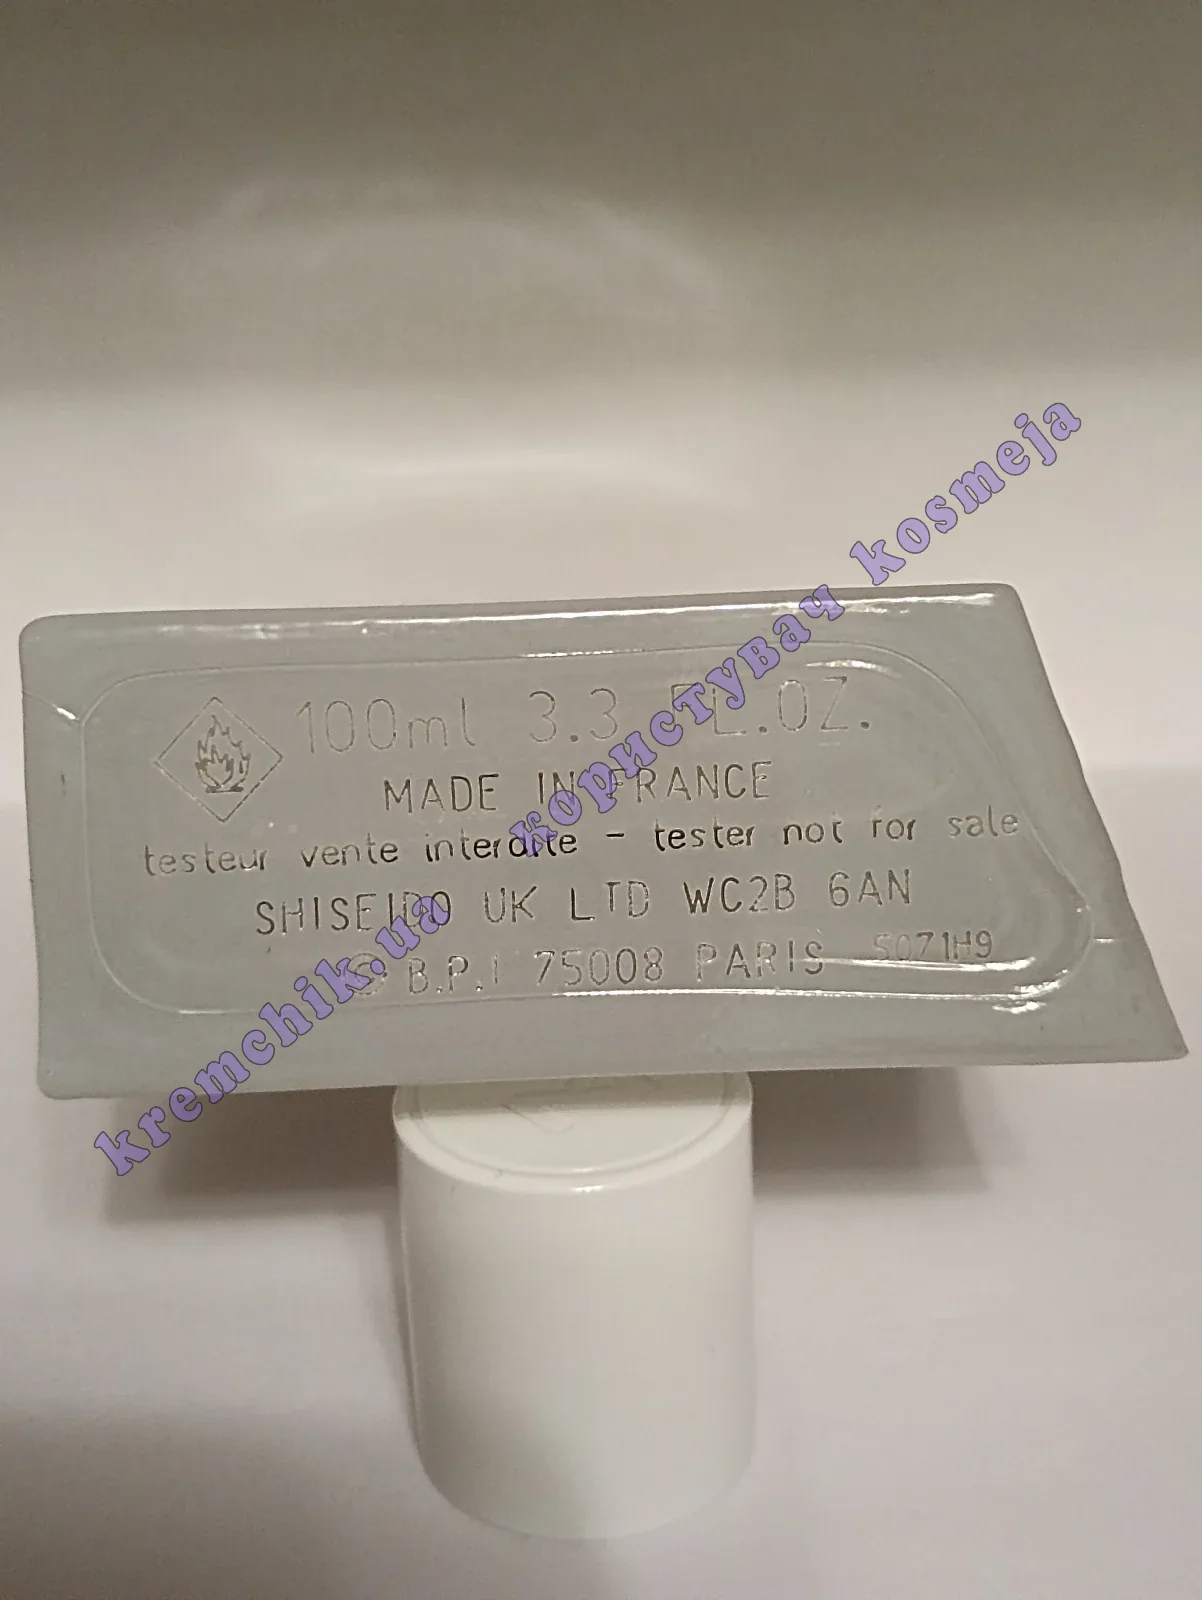 100ml 3.3 FL.OZ.
MADE IN FRANCE
testeur vente interdite - tester not for sale
SHISEIDO UK LTD WC2B 6AN
© B.P.I 75008 PARIS 5071H9
kremchik.ua користувач kosmeja